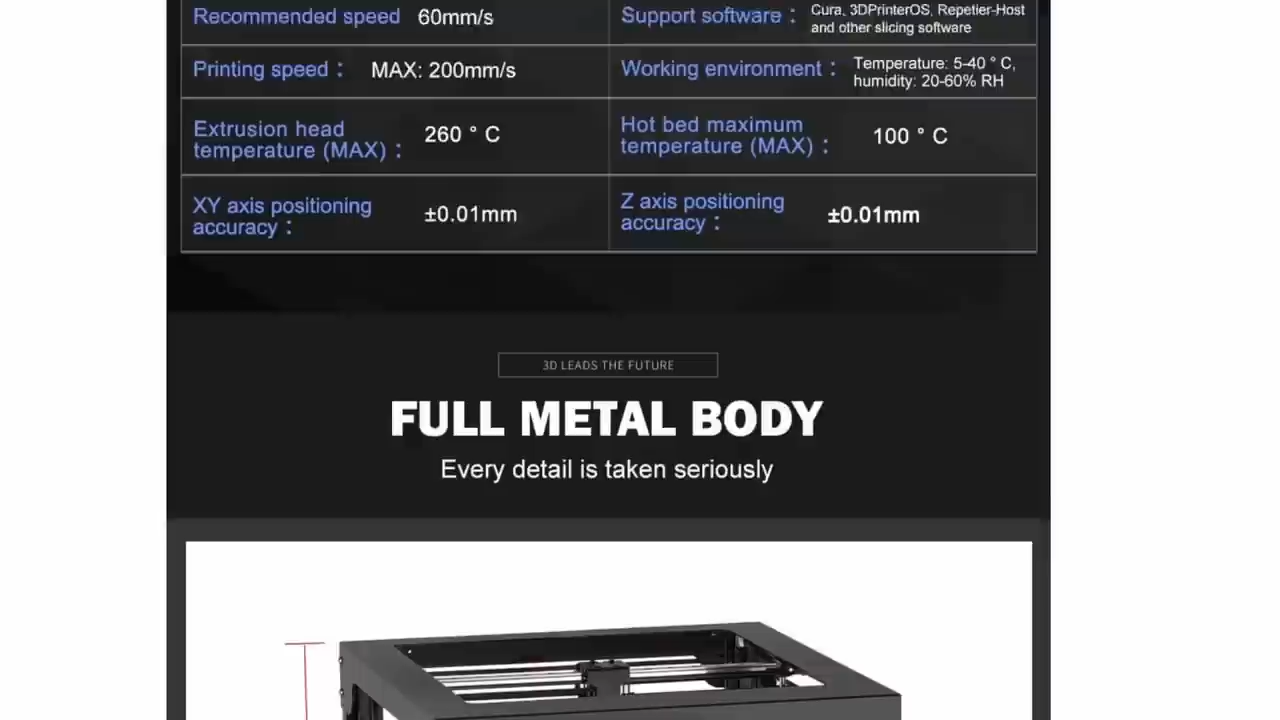 Recommended speed 60mm/s
Support software： Cura, 3DPrinterOS, Repetier-Host
and other slicing software
Printing speed： MAX: 200mm/s
Working environment： Temperature: 5-40 ° C,
humidity: 20-60% RH
Extrusion head
temperature (MAX)： 260 ° C
Hot bed maximum
temperature (MAX)： 100 ° C
XY axis positioning
accuracy： ±0.01mm
Z axis positioning
accuracy： ±0.01mm
3D LEADS THE FUTURE
FULL METAL BODY
Every detail is taken seriously